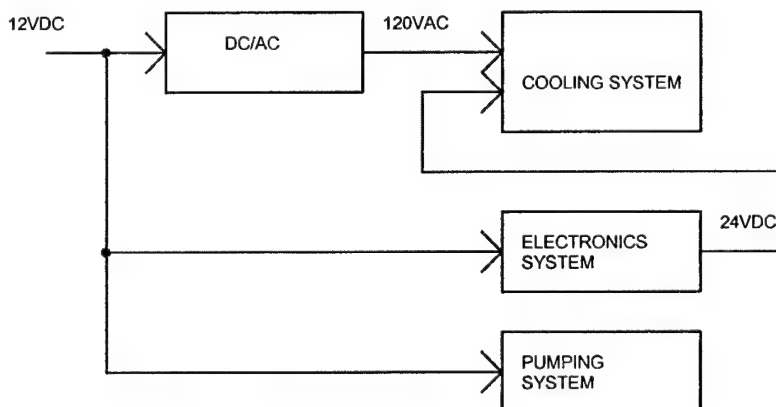 12VDC
DC/AC
120VAC
COOLING SYSTEM
ELECTRONICS
SYSTEM
24VDC
PUMPING
SYSTEM